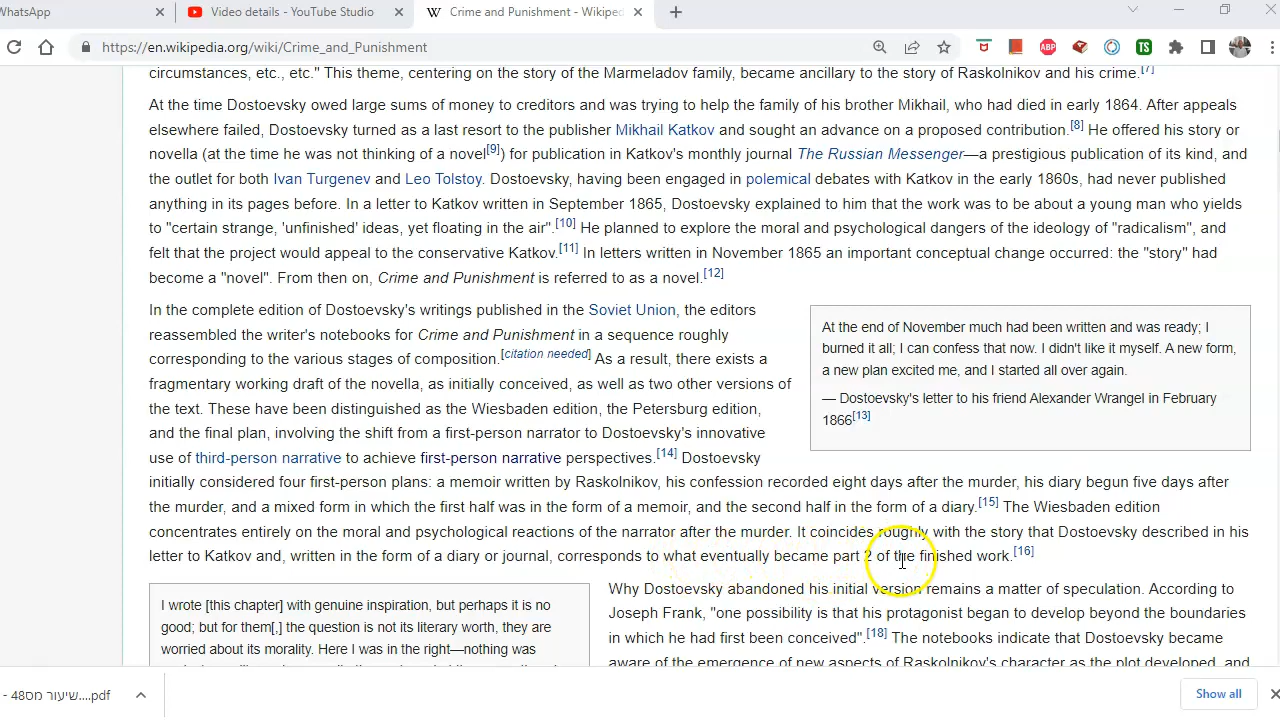 WhatsApp
Video details - YouTube Studio
W Crime and Punishment - Wikiped
https://en.wikipedia.org/wiki/Crime_and_Punishment
ABP
TS
circumstances, etc., etc." This theme, centering on the story of the Marmeladov family, became ancillary to the story of Raskolnikov and his crime.[7]
At the time Dostoevsky owed large sums of money to creditors and was trying to help the family of his brother Mikhail, who had died in early 1864. After appeals
elsewhere failed, Dostoevsky turned as a last resort to the publisher Mikhail Katkov and sought an advance on a proposed contribution.[8] He offered his story or
novella (at the time he was not thinking of a novel[9]) for publication in Katkov's monthly journal The Russian Messenger—a prestigious publication of its kind, and
the outlet for both Ivan Turgenev and Leo Tolstoy. Dostoevsky, having been engaged in polemical debates with Katkov in the early 1860s, had never published
anything in its pages before. In a letter to Katkov written in September 1865, Dostoevsky explained to him that the work was to be about a young man who yields
to "certain strange, 'unfinished' ideas, yet floating in the air".[10] He planned to explore the moral and psychological dangers of the ideology of "radicalism", and
felt that the project would appeal to the conservative Katkov.[11] In letters written in November 1865 an important conceptual change occurred: the "story" had
become a "novel". From then on, Crime and Punishment is referred to as a novel.[12]
In the complete edition of Dostoevsky's writings published in the Soviet Union, the editors
reassembled the writer's notebooks for Crime and Punishment in a sequence roughly
corresponding to the various stages of composition.[citation needed] As a result, there exists a
fragmentary working draft of the novella, as initially conceived, as well as two other versions of
the text. These have been distinguished as the Wiesbaden edition, the Petersburg edition,
and the final plan, involving the shift from a first-person narrator to Dostoevsky's innovative
use of third-person narrative to achieve first-person narrative perspectives.[14] Dostoevsky
At the end of November much had been written and was ready; I
burned it all; I can confess that now. I didn't like it myself. A new form,
a new plan excited me, and I started all over again.
— Dostoevsky's letter to his friend Alexander Wrangel in February
1866[13]
initially considered four first-person plans: a memoir written by Raskolnikov, his confession recorded eight days after the murder, his diary begun five days after
the murder, and a mixed form in which the first half was in the form of a memoir, and the second half in the form of a diary.[15] The Wiesbaden edition
concentrates entirely on the moral and psychological reactions of the narrator after the murder. It coincides roughly with the story that Dostoevsky described in his
letter to Katkov and, written in the form of a diary or journal, corresponds to what eventually became part 2 of the finished work.[16]
I wrote [this chapter] with genuine inspiration, but perhaps it is no
good; but for them[,] the question is not its literary worth, they are
worried about its morality. Here I was in the right—nothing was
Why Dostoevsky abandoned his initial version remains a matter of speculation. According to
Joseph Frank, "one possibility is that his protagonist began to develop beyond the boundaries
in which he had first been conceived".[18] The notebooks indicate that Dostoevsky became
aware of the emergence of new aspects of Raskolnikov's character as the plot developed, and
שיעור מס48 - ....pdf
Show all